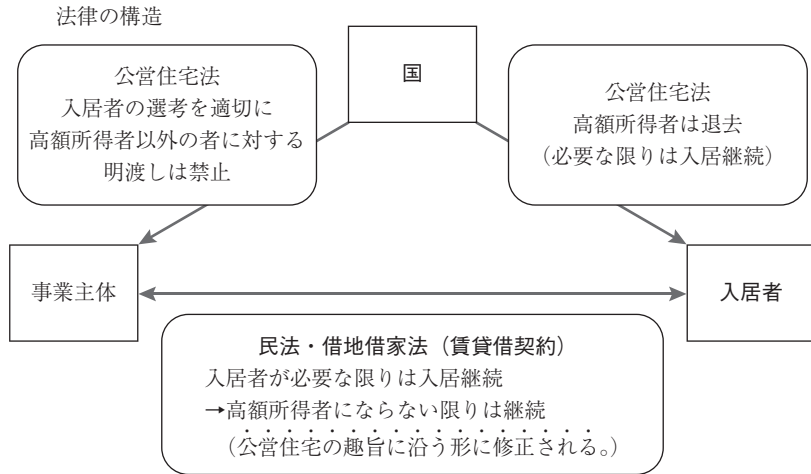 法律の構造
国
公営住宅法
入居者の選考を適切に
高額所得者以外の者に対する
明渡しは禁止
公営住宅法
高額所得者は退去
（必要な限りは入居継続）
事業主体
入居者
民法・借地借家法（賃貸借契約）
入居者が必要な限りは入居継続
→高額所得者にならない限りは継続
（公営住宅の趣旨に沿う形に修正される。）